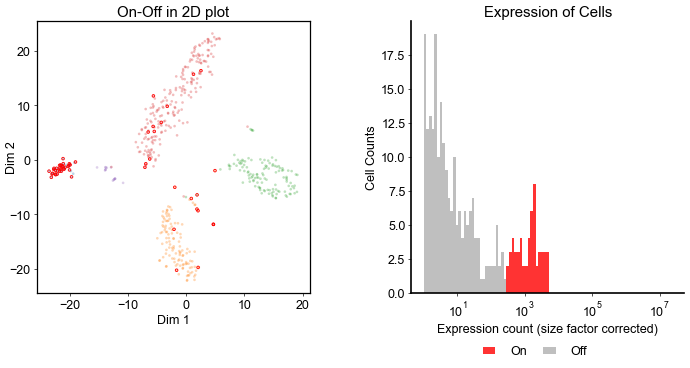 On-Off in 2D plot
Dim 2
20
10
0
−10
−20
−20 −10 0 10 20
Dim 1
Expression of Cells
Cell Counts
17.5
15.0
12.5
10.0
7.5
5.0
2.5
0.0
10^1 10^3 10^5 10^7
Expression count (size factor corrected)
On Off